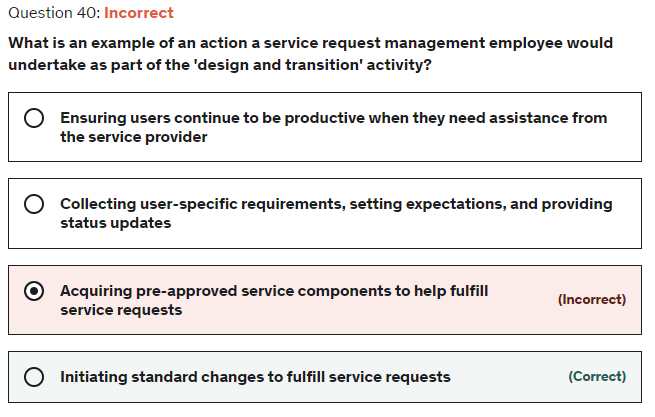 Question 40: Incorrect
What is an example of an action a service request management employee would
undertake as part of the 'design and transition' activity?
Ensuring users continue to be productive when they need assistance from
the service provider
Collecting user-specific requirements, setting expectations, and providing
status updates
Acquiring pre-approved service components to help fulfill
service requests
(Incorrect)
Initiating standard changes to fulfill service requests
(Correct)